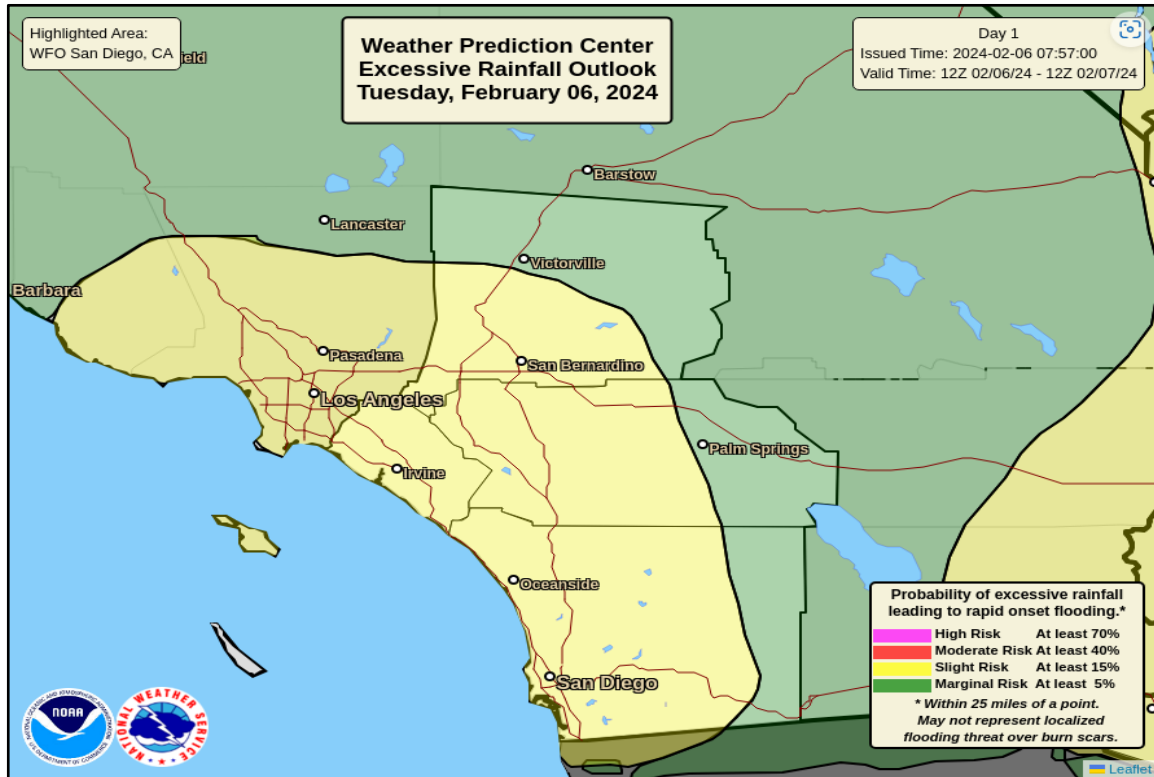 Highlighted Area:
WFO San Diego, CA
ield
Weather Prediction Center
Excessive Rainfall Outlook
Tuesday, February 06, 2024
Day 1
Issued Time: 2024-02-06 07:57:00
Valid Time: 12Z 02/06/24 - 12Z 02/07/24
Barstow
Lancaster
Victorville
Barbara
Pasadena
San Bernardino
Los Angeles
Palm Springs
Irvine
Oceanside
San Diego
Probability of excessive rainfall
leading to rapid onset flooding.*
High Risk At least 70%
Moderate Risk At least 40%
Slight Risk At least 15%
Marginal Risk At least 5%
* Within 25 miles of a point.
May not represent localized
flooding threat over burn scars.
NOAA
NATIONAL WEATHER SERVICE
Leaflet